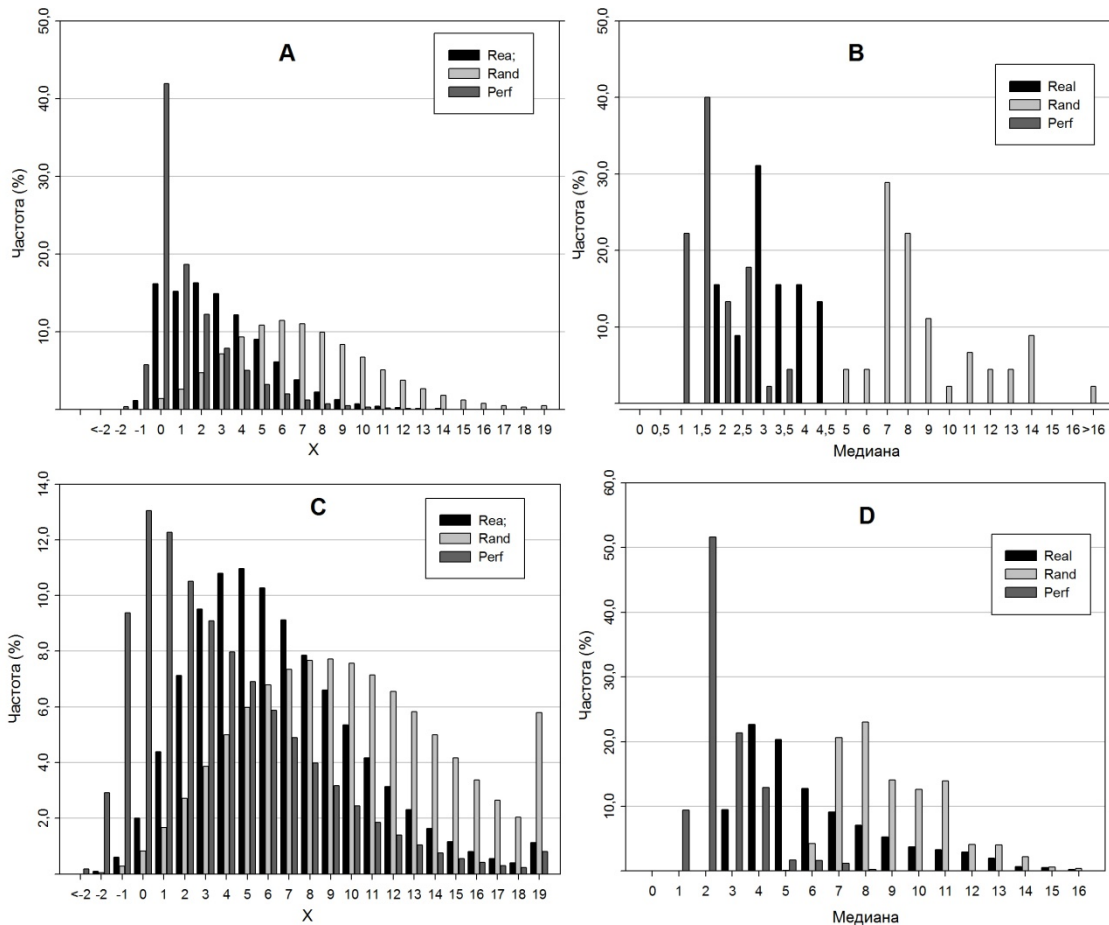 A
Rea;
Rand
Perf
Частота (%)
50,0
40,0
30,0
20,0
10,0
<-2 -2 -1 0 1 2 3 4 5 6 7 8 9 10 11 12 13 14 15 16 17 18 19
X
B
Real
Rand
Perf
Частота (%)
50,0
40,0
30,0
20,0
10,0
0 0,5 1 1,5 2 2,5 3 3,5 4 4,5 5 6 7 8 9 10 11 12 13 14 15 16 >16
Медиана
C
Rea;
Rand
Perf
Частота (%)
14,0
12,0
10,0
8,0
6,0
4,0
2,0
<-2 -2 -1 0 1 2 3 4 5 6 7 8 9 10 11 12 13 14 15 16 17 18 19
X
D
Real
Rand
Perf
Частота (%)
60,0
50,0
40,0
30,0
20,0
10,0
0 1 2 3 4 5 6 7 8 9 10 11 12 13 14 15 16
Медиана